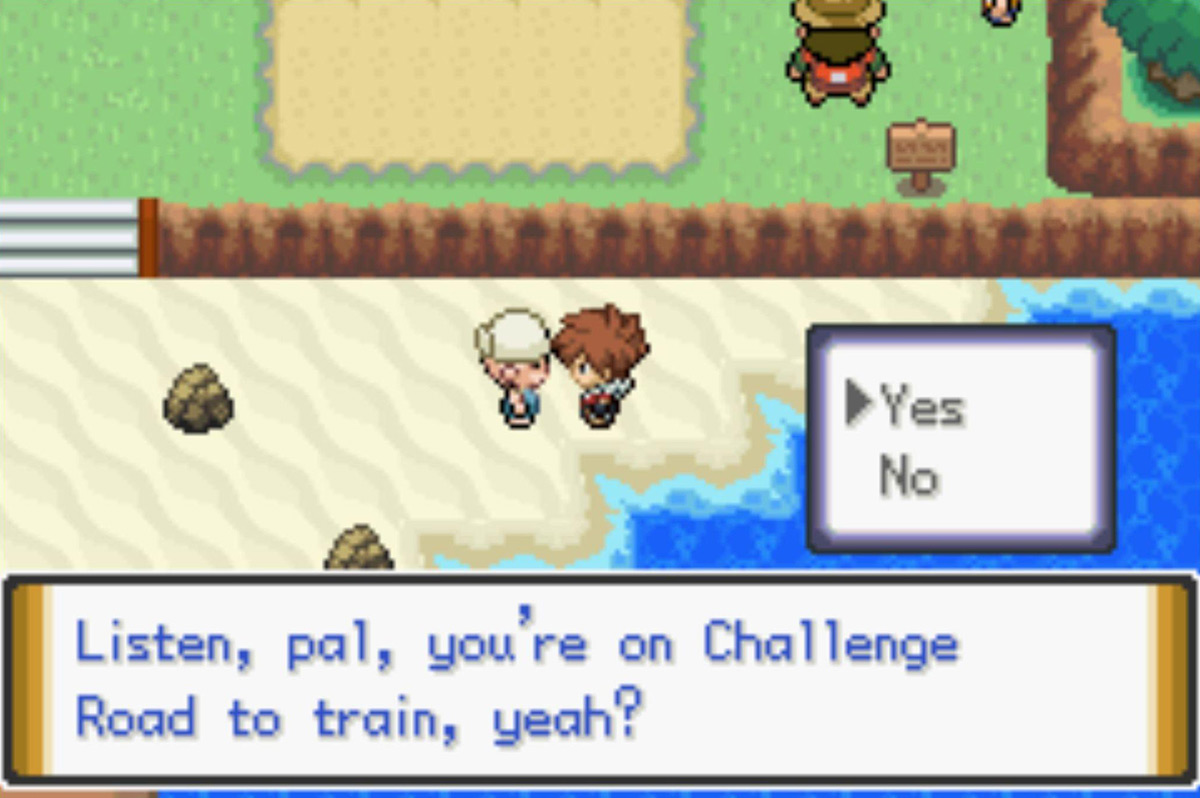 Yes
No
Listen, pal, you're on Challenge
Road to train, yeah?